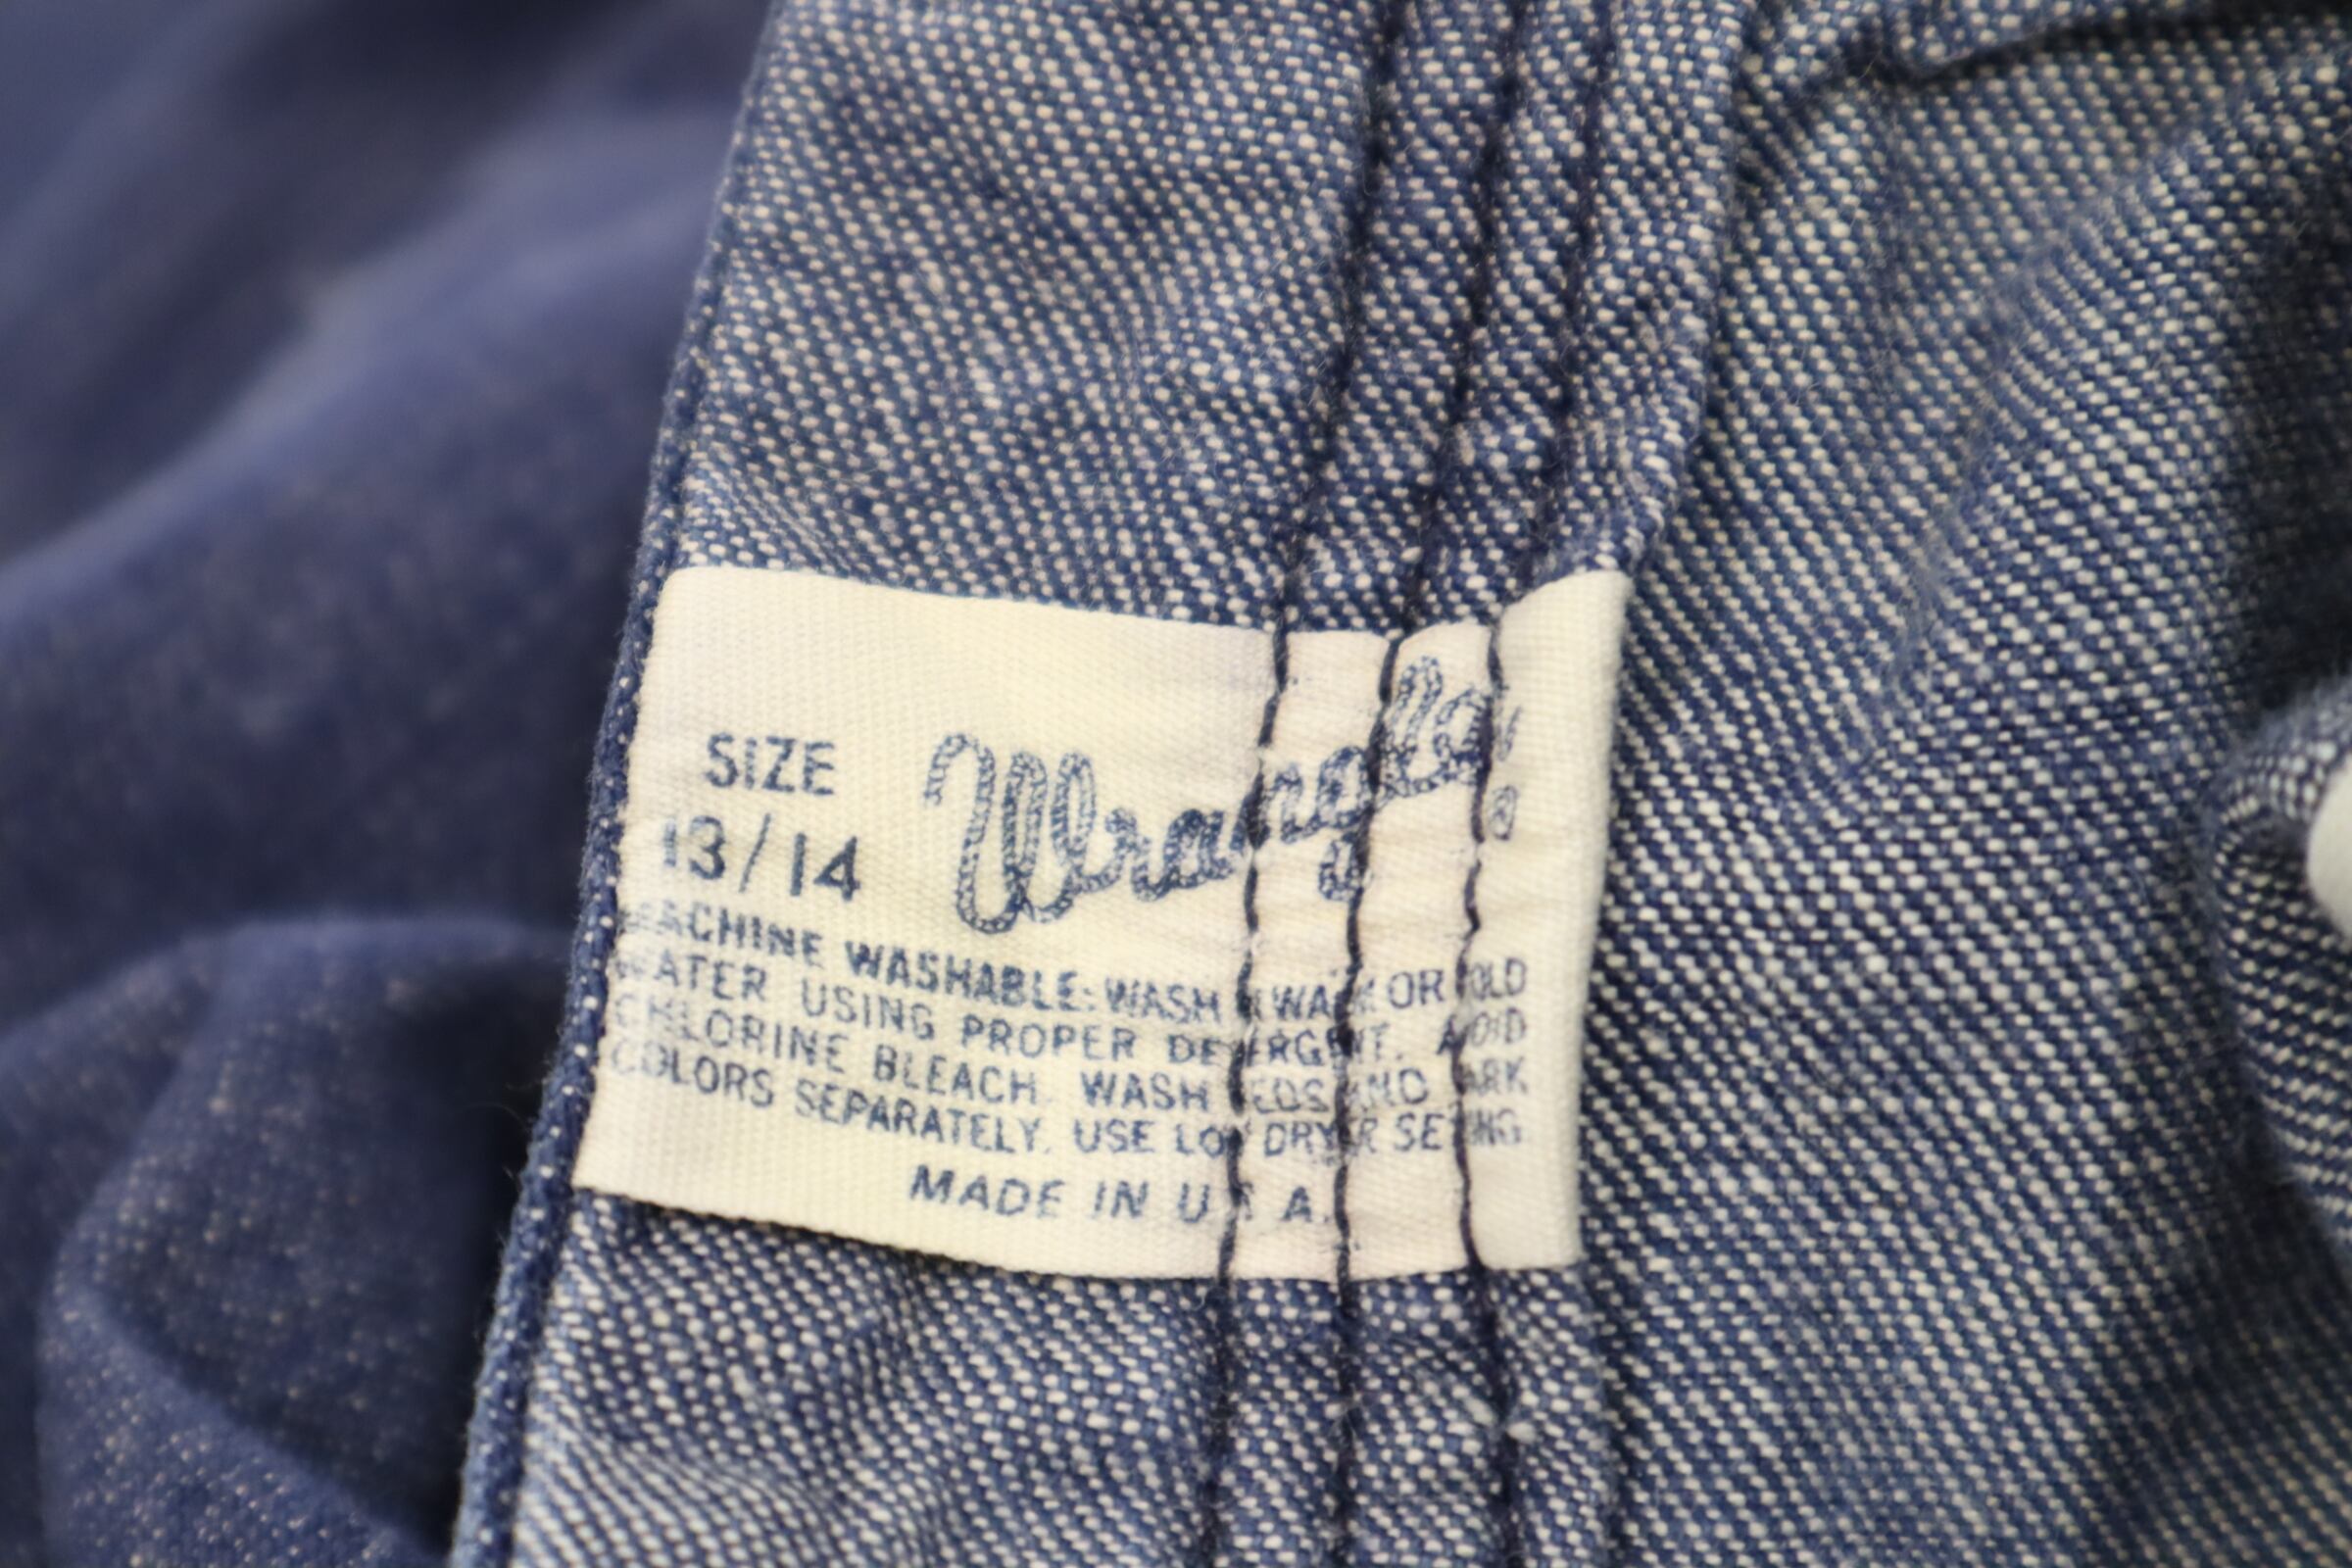 SIZE
13/14
Wrangler®
MACHINE WASHABLE: WASH IN WARM OR COLD
WATER USING PROPER DETERGENT. AVOID
CHLORINE BLEACH. WASH REDS AND DARK
COLORS SEPARATELY. USE LOW DRYER SETTING.
MADE IN U.S.A.